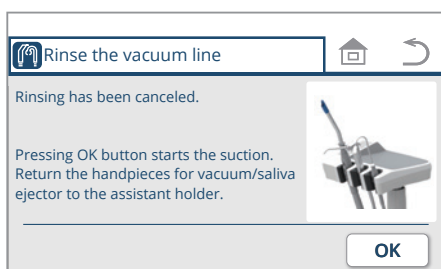 Rinse the vacuum line
Rinsing has been canceled.
Pressing OK button starts the suction.
Return the handpieces for vacuum/saliva
ejector to the assistant holder.
OK